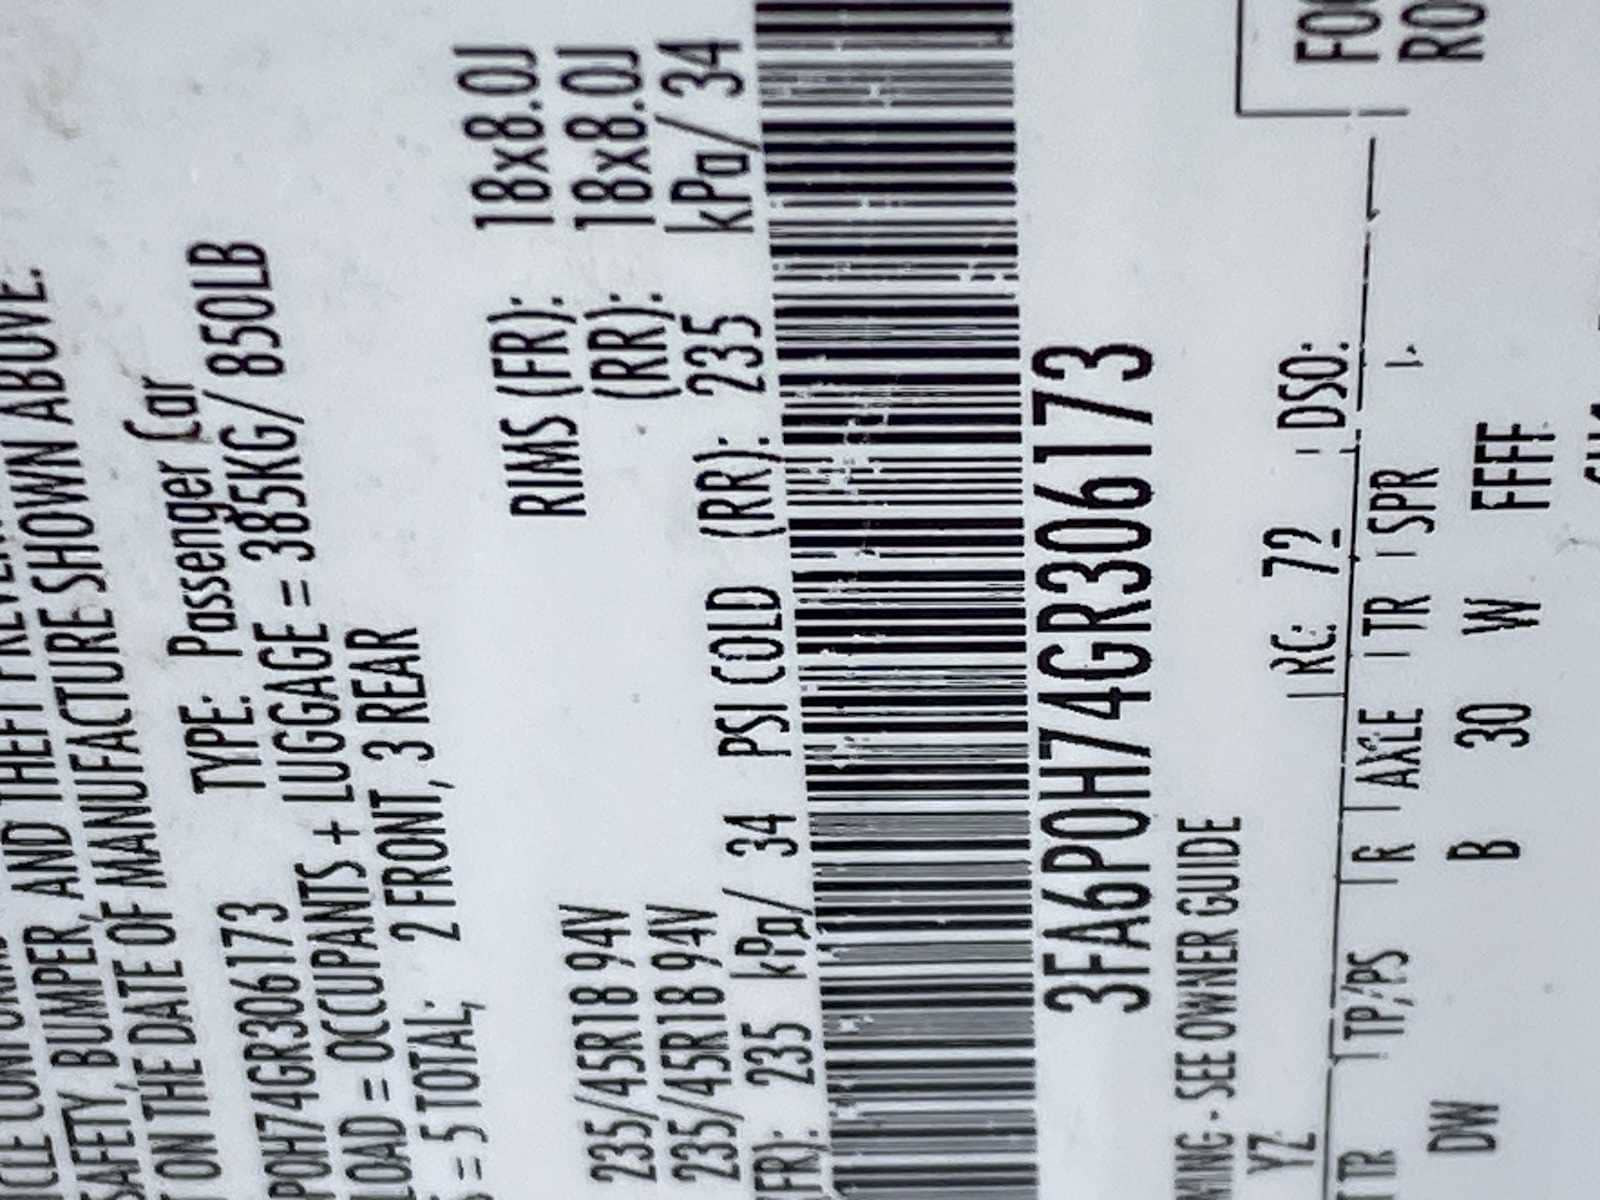 SAFETY, BUMPER, AND THEFT
ON THE DATE OF MANUFACTURE SHOWN ABOVE.
P0H74GR306173 TYPE: Passenger Car
LOAD = OCCUPANTS + LUGGAGE = 385KG/ 850LB
= 5 TOTAL; 2 FRONT, 3 REAR
235/45R18 94V RIMS (FR): 18x8.0J
235/45R18 94V (RR): 18x8.0J
(FR): 235 kPa/ 34 PSI COLD (RR): 235 kPa/ 34
3FA6P0H74GR306173
- SEE OWNER GUIDE
YZ RC: 72 DSO:
TR TP/PS R AXLE TR SPR
DW B 30 W FFFF